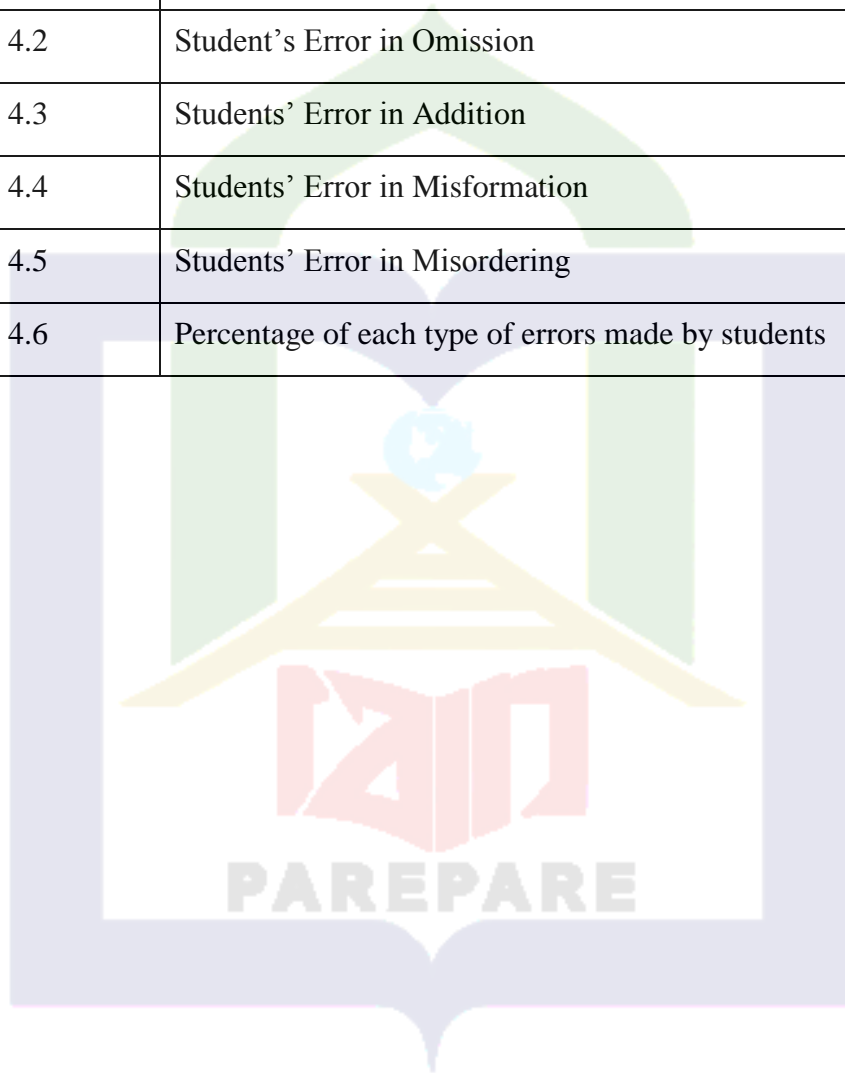 4.2 Student’s Error in Omission
4.3 Students’ Error in Addition
4.4 Students’ Error in Misformation
4.5 Students’ Error in Misordering
4.6 Percentage of each type of errors made by students
iain
PAREPARE